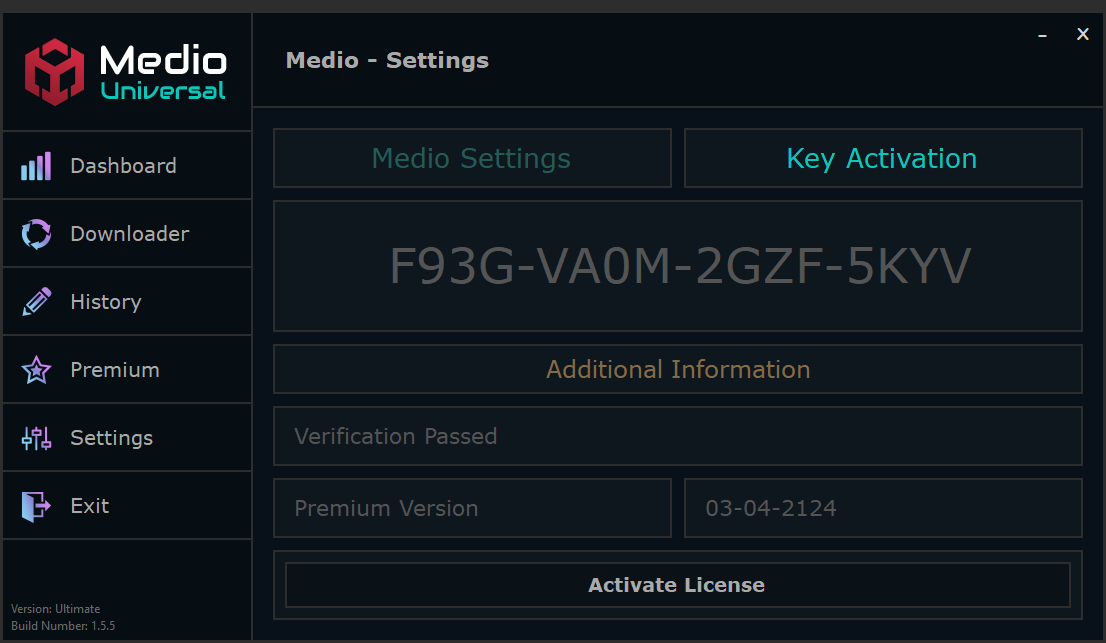 Medio
Universal
Medio - Settings
Dashboard
Downloader
History
Premium
Settings
Exit
Version: Ultimate
Build Number: 1.5.5
Medio Settings
Key Activation
F93G-VA0M-2GZF-5KYV
Additional Information
Verification Passed
Premium Version
03-04-2124
Activate License